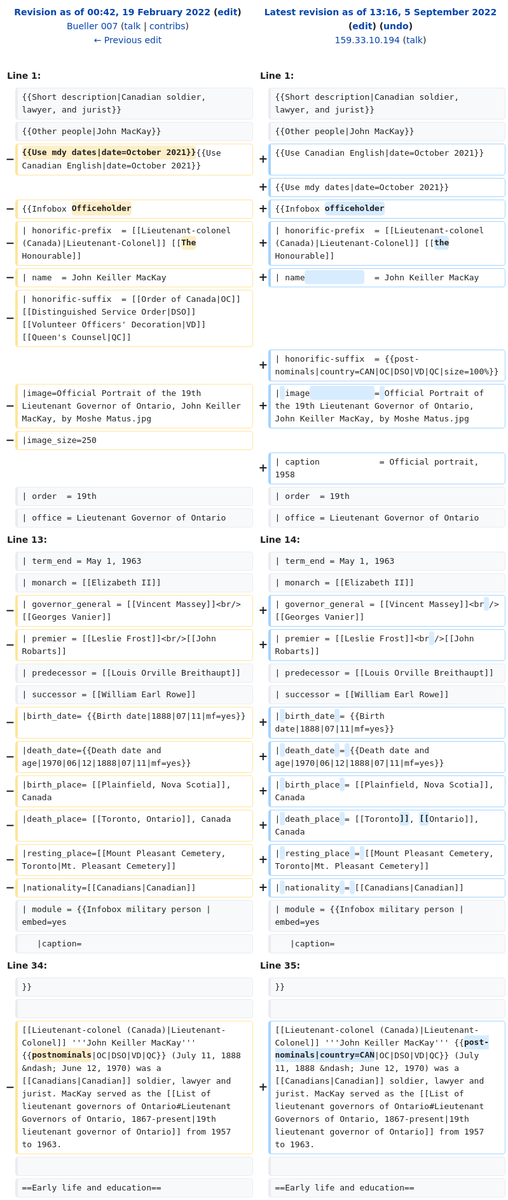 Revision as of 00:42, 19 February 2022 (edit)
Bueller 007 (talk | contribs)
← Previous edit
Latest revision as of 13:16, 5 September 2022
(edit) (undo)
159.33.10.194 (talk)
Line 1:
Line 1:
{{Short description|Canadian soldier,
lawyer, and jurist}}
{{Short description|Canadian soldier,
lawyer, and jurist}}
{{Other people|John MacKay}}
{{Other people|John MacKay}}
− {{Use mdy dates|date=October 2021}}{{Use
Canadian English|date=October 2021}}
+ {{Use Canadian English|date=October 2021}}
+ {{Use mdy dates|date=October 2021}}
− {{Infobox Officeholder
+ {{Infobox officeholder
− | honorific-prefix  = [[Lieutenant-colonel
(Canada)|Lieutenant-Colonel]] [[The
Honourable]]
+ | honorific-prefix  = [[Lieutenant-colonel
(Canada)|Lieutenant-Colonel]] [[the
Honourable]]
− | name  = John Keiller MacKay
+ | name              = John Keiller MacKay
− | honorific-suffix  = [[Order of Canada|OC]]
[[Distinguished Service Order|DSO]]
[[Volunteer Officers' Decoration|VD]]
[[Queen's Counsel|QC]]
+ | honorific-suffix  = {{post-
nominals|country=CAN|OC|DSO|VD|QC|size=100%}}
− |image=Official Portrait of the 19th
Lieutenant Governor of Ontario, John Keiller
MacKay, by Moshe Matus.jpg
+ | image             = Official Portrait of
the 19th Lieutenant Governor of Ontario,
John Keiller MacKay, by Moshe Matus.jpg
− |image_size=250
+ | caption            = Official portrait,
1958
| order  = 19th
| order  = 19th
| office = Lieutenant Governor of Ontario
| office = Lieutenant Governor of Ontario
Line 13:
Line 14:
| term_end = May 1, 1963
| term_end = May 1, 1963
| monarch = [[Elizabeth II]]
| monarch = [[Elizabeth II]]
− | governor_general = [[Vincent Massey]]<br/>
[[Georges Vanier]]
+ | governor_general = [[Vincent Massey]]<br />
[[Georges Vanier]]
− | premier = [[Leslie Frost]]<br/>[[John
Robarts]]
+ | premier = [[Leslie Frost]]<br />[[John
Robarts]]
| predecessor = [[Louis Orville Breithaupt]]
| predecessor = [[Louis Orville Breithaupt]]
| successor = [[William Earl Rowe]]
| successor = [[William Earl Rowe]]
− |birth_date= {{Birth date|1888|07|11|mf=yes}}
+ | birth_date = {{Birth
date|1888|07|11|mf=yes}}
− |death_date={{Death date and
age|1970|06|12|1888|07|11|mf=yes}}
+ | death_date = {{Death date and
age|1970|06|12|1888|07|11|mf=yes}}
− |birth_place= [[Plainfield, Nova Scotia]],
Canada
+ | birth_place = [[Plainfield, Nova Scotia]],
Canada
− |death_place= [[Toronto, Ontario]], Canada
+ | death_place = [[Toronto]], [[Ontario]],
Canada
− |resting_place=[[Mount Pleasant Cemetery,
Toronto|Mt. Pleasant Cemetery]]
+ | resting_place = [[Mount Pleasant Cemetery,
Toronto|Mt. Pleasant Cemetery]]
− |nationality=[[Canadians|Canadian]]
+ | nationality = [[Canadians|Canadian]]
| module = {{Infobox military person |
embed=yes
| module = {{Infobox military person |
embed=yes
|caption=
|caption=
Line 34:
Line 35:
}}
}}
− [[Lieutenant-colonel (Canada)|Lieutenant-
Colonel]] '''John Keiller MacKay'''
{{postnominals|OC|DSO|VD|QC}} (July 11, 1888
&ndash; June 12, 1970) was a
[[Canadians|Canadian]] soldier, lawyer and
jurist. MacKay served as the [[List of
lieutenant governors of Ontario#Lieutenant
Governors of Ontario, 1867-present|19th
lieutenant governor of Ontario]] from 1957
to 1963.
+ [[Lieutenant-colonel (Canada)|Lieutenant-
Colonel]] '''John Keiller MacKay''' {{post-
nominals|country=CAN|OC|DSO|VD|QC}} (July
11, 1888 &ndash; June 12, 1970) was a
[[Canadians|Canadian]] soldier, lawyer and
jurist. MacKay served as the [[List of
lieutenant governors of Ontario#Lieutenant
Governors of Ontario, 1867-present|19th
lieutenant governor of Ontario]] from 1957
to 1963.
==Early life and education==
==Early life and education==